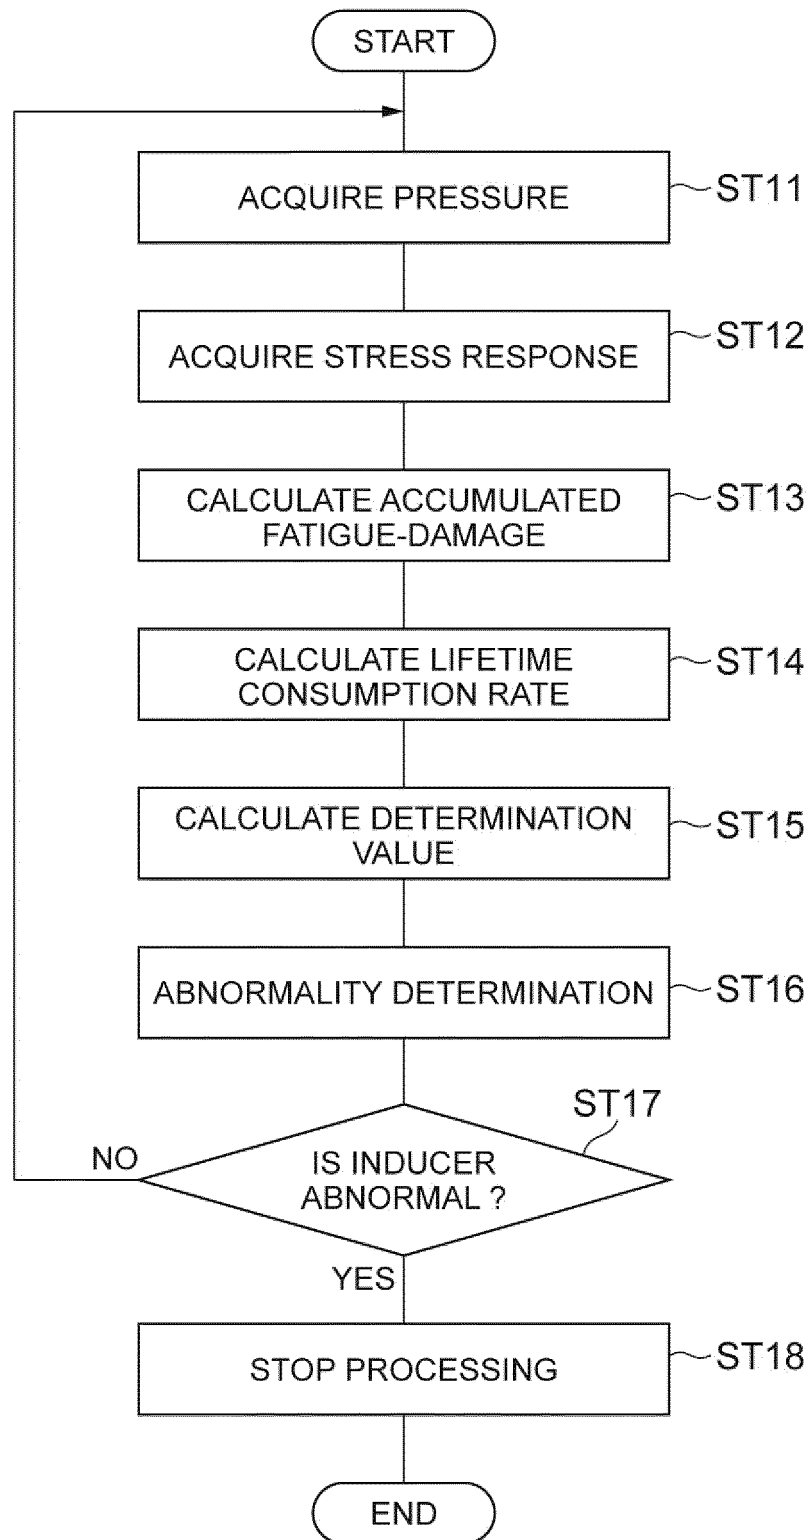 START
ACQUIRE PRESSURE
ST11
ACQUIRE STRESS RESPONSE
ST12
CALCULATE ACCUMULATED
FATIGUE-DAMAGE
ST13
CALCULATE LIFETIME
CONSUMPTION RATE
ST14
CALCULATE DETERMINATION
VALUE
ST15
ABNORMALITY DETERMINATION
ST16
ST17
NO
IS INDUCER
ABNORMAL ?
YES
STOP PROCESSING
ST18
END